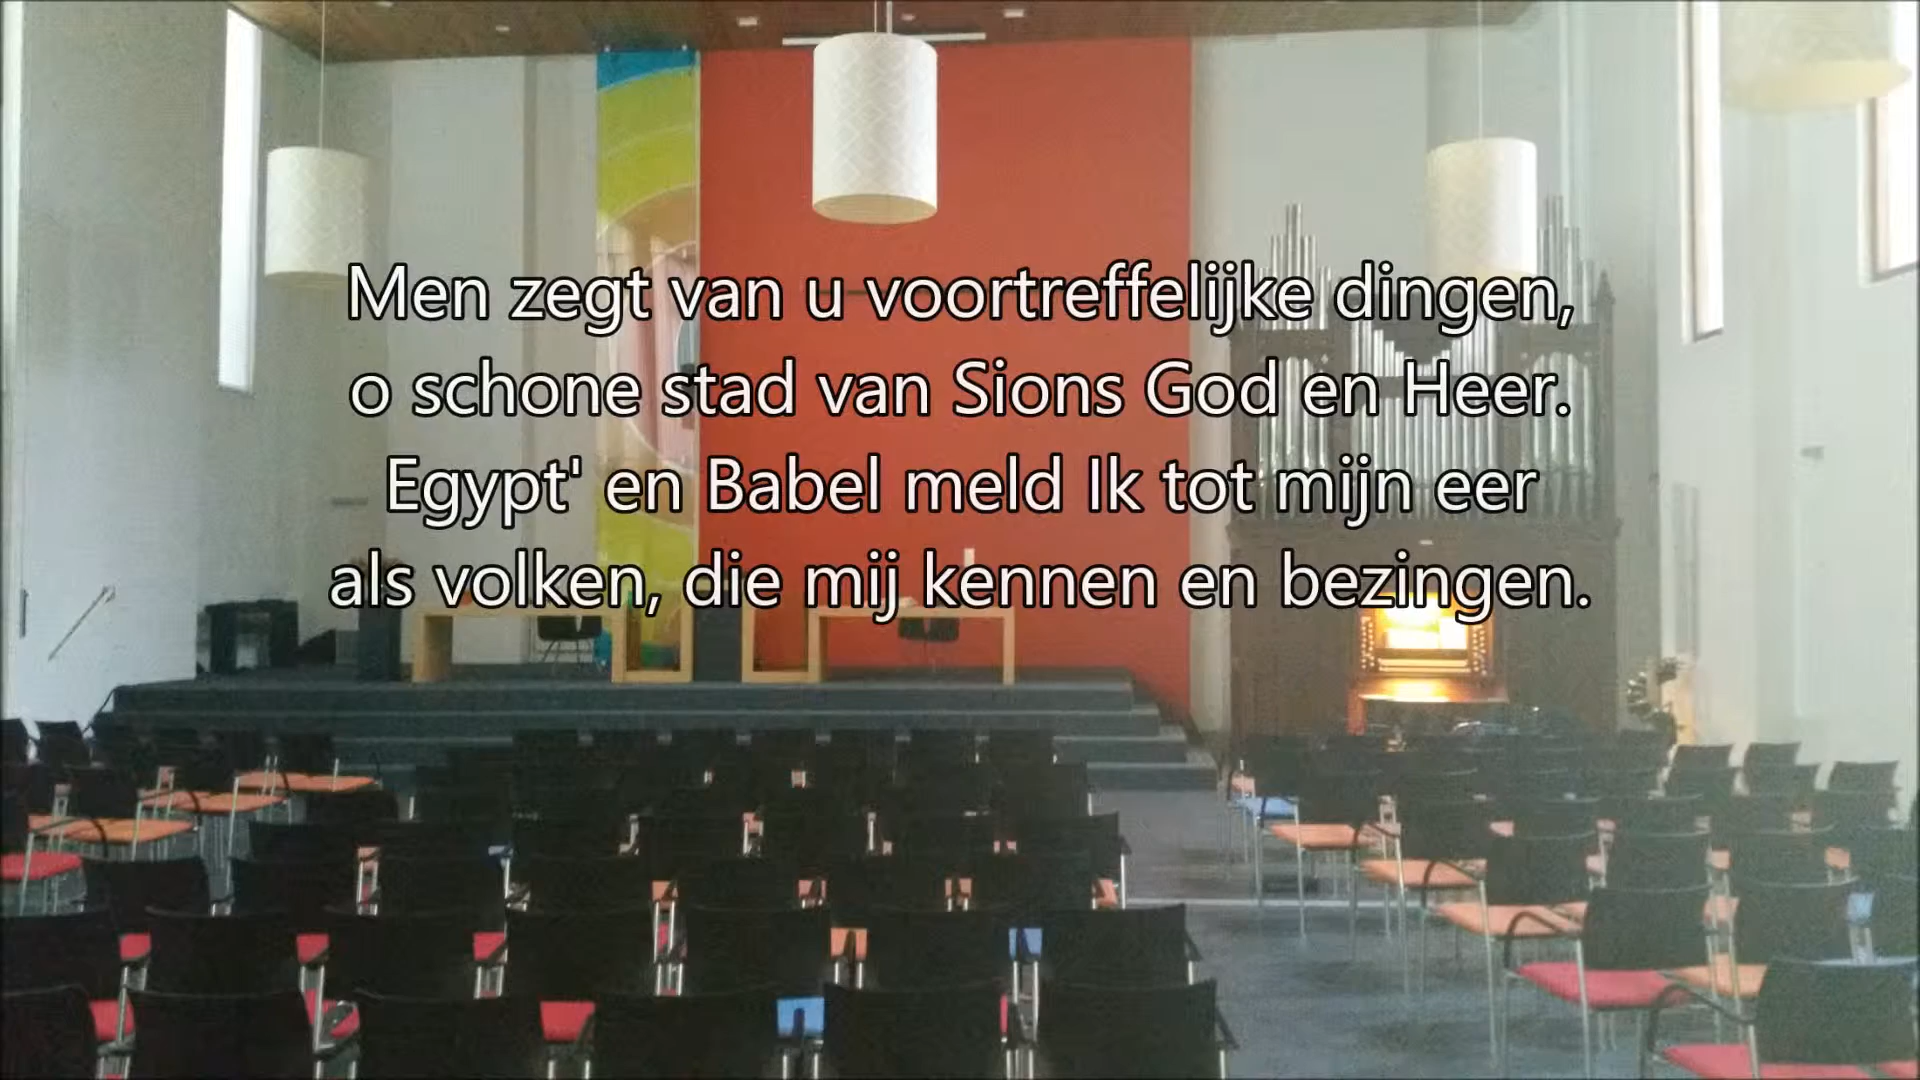 Men zegt van u voortreffelijke dingen,
o schone stad van Sions God en Heer.
Egypt' en Babel meld Ik tot mijn eer
als volken, die mij kennen en bezingen.